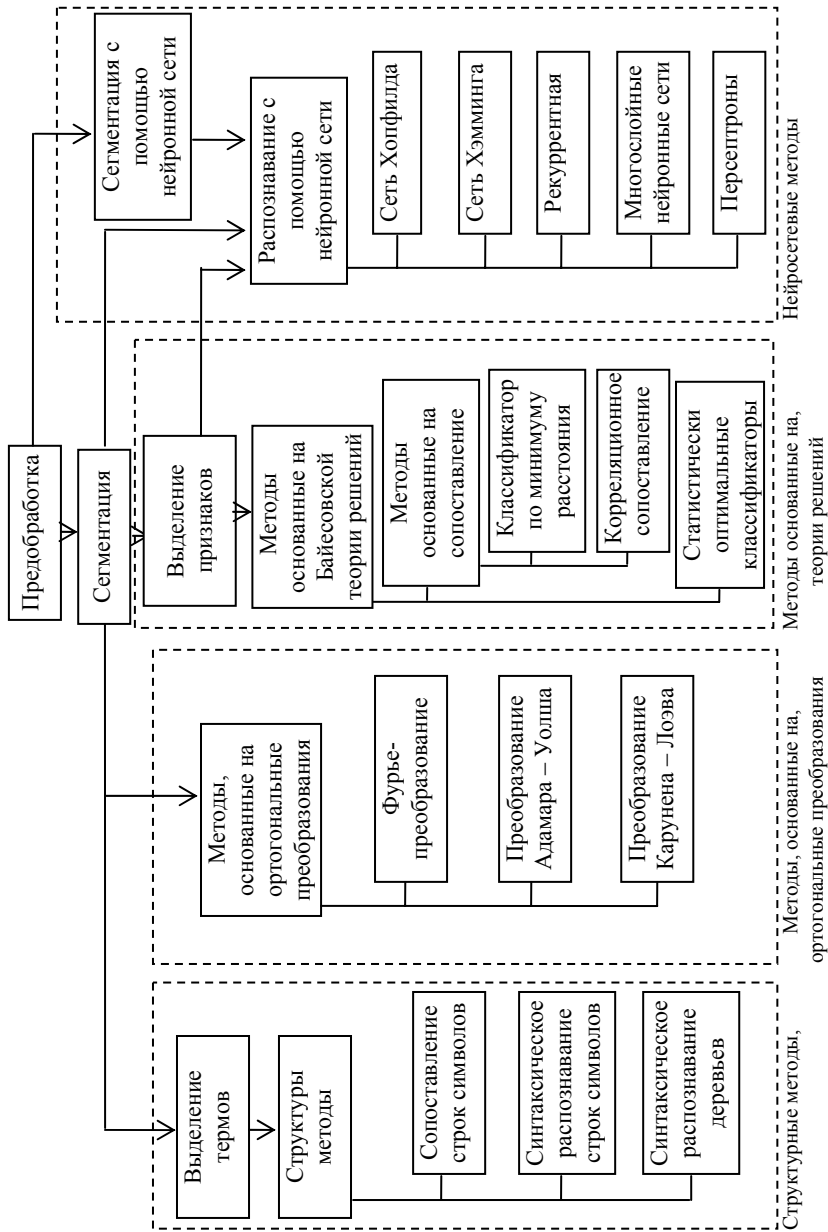 Предобработка
Сегментация
Выделение
термов
Структуры
методы
Сопоставление
строк символов
Синтаксическое
распознавание
строк символов
Синтаксическое
распознавание
деревьев
Структурные методы,
Методы,
основанные на
ортогональные
преобразования
Фурье-
преобразование
Преобразование
Адамара – Уолша
Преобразование
Карунена – Лоэва
Методы, основанные на,
ортогональные преобразования
Выделение
признаков
Методы
основанные на
Байесовской
теории решений
Методы
основанные на
сопоставление
Классификатор
по минимуму
расстояния
Корреляционное
сопоставление
Статистически
оптимальные
классификаторы
Методы основанные на,
теории решений
Сегментация с
помощью
нейронной сети
Распознавание с
помощью
нейронной сети
Сеть Хопфилда
Сеть Хэмминга
Рекуррентная
Многослойные
нейронные сети
Персептроны
Нейросетевые методы